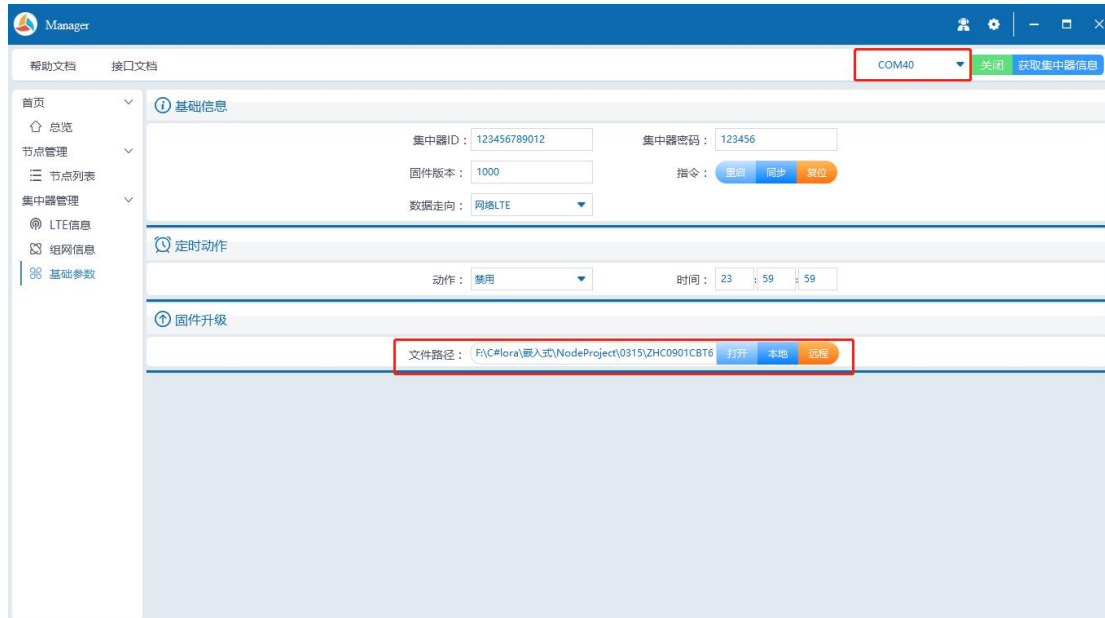 Manager
帮助文档 接口文档 COM40 关闭 获取集中器信息
首页
总览
节点管理
节点列表
集中器管理
LTE信息
组网信息
基础参数
基础信息
集中器ID： 123456789012 集中器密码： 123456
固件版本： 1000 指令： 重启 同步 复位
数据走向： 网络LTE
定时动作
动作： 禁用 时间： 23 : 59 : 59
固件升级
文件路径： F:\C#lora\嵌入式\NodeProject\0315\ZHC0901CBT6 打开 本地 远程